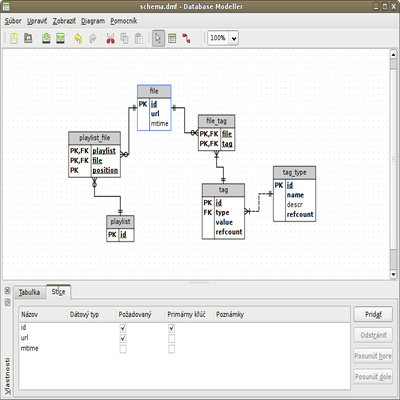 schema.dmf - Database Modeller
Súbor Upraviť Zobraziť Diagram Pomocník
100%
file
PK id
url
mtime
file_tag
PK,FK file
PK,FK tag
playlist_file
PK,FK playlist
PK,FK file
PK position
tag_type
PK id
name
descr
refcount
tag
PK id
FK type
value
refcount
playlist
PK id
Tabuľka Stĺpce
Názov Dátový typ Požadovaný Primárny kľúč Poznámky
id
url
mtime
Pridať
Odstrániť
Posunúť hore
Posunúť dole
Vlastnosti